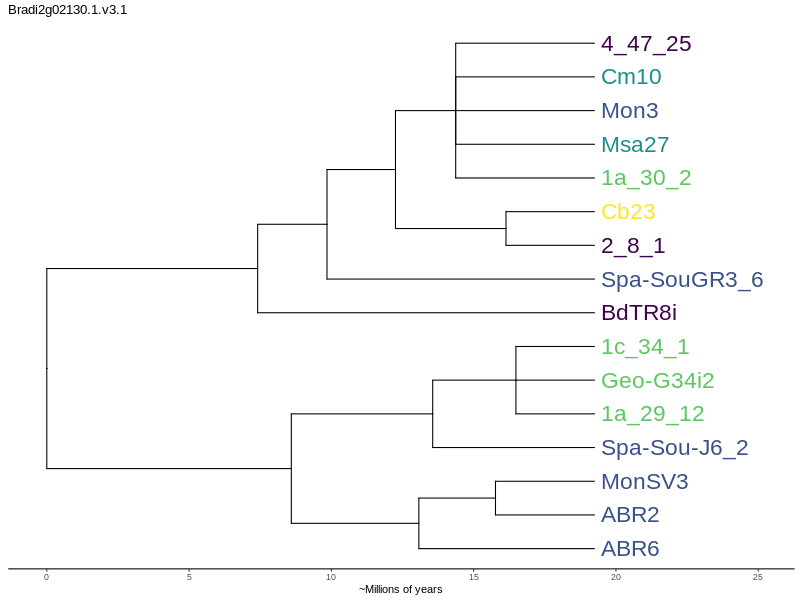 Bradi2g02130.1.v3.1
4_47_25
Cm10
Mon3
Msa27
1a_30_2
Cb23
2_8_1
Spa-SouGR3_6
BdTR8i
1c_34_1
Geo-G34i2
1a_29_12
Spa-Sou-J6_2
MonSV3
ABR2
ABR6
0 5 10 15 20 25
~Millions of years